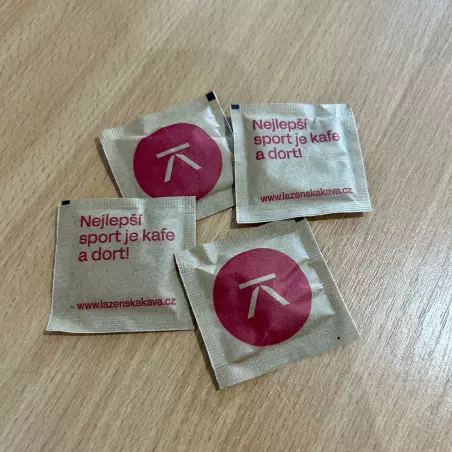 Nejlepší
sport je kafe
a dort!
www.lazenskakava.cz
Nejlepší
sport je kafe
a dort!
www.lazenskakava.cz